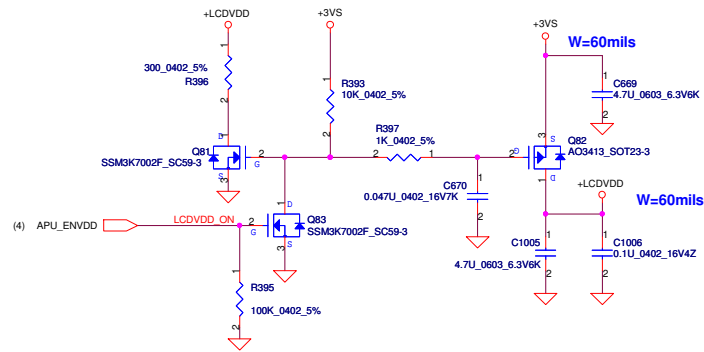 +LCDVDD
+3VS
+3VS
W=60mils
1
300_0402_5%
R396
2
1
R393
10K_0402_5%
2
1
C669
4.7U_0603_6.3V6K
2
R397
1K_0402_5%
Q81
SSM3K7002F_SC59-3
D
1
G
2
S
3
2
1
3
S
Q82
AO3413_SOT23-3
2
G
D
1
C670
0.047U_0402_16V7K
1
2
+LCDVDD
W=60mils
(4)
APU_ENVDD
LCDVDD_ON
2
G
D
1
Q83
SSM3K7002F_SC59-3
S
3
1
C1005
4.7U_0603_6.3V6K
2
1
C1006
0.1U_0402_16V4Z
2
1
R395
100K_0402_5%
2